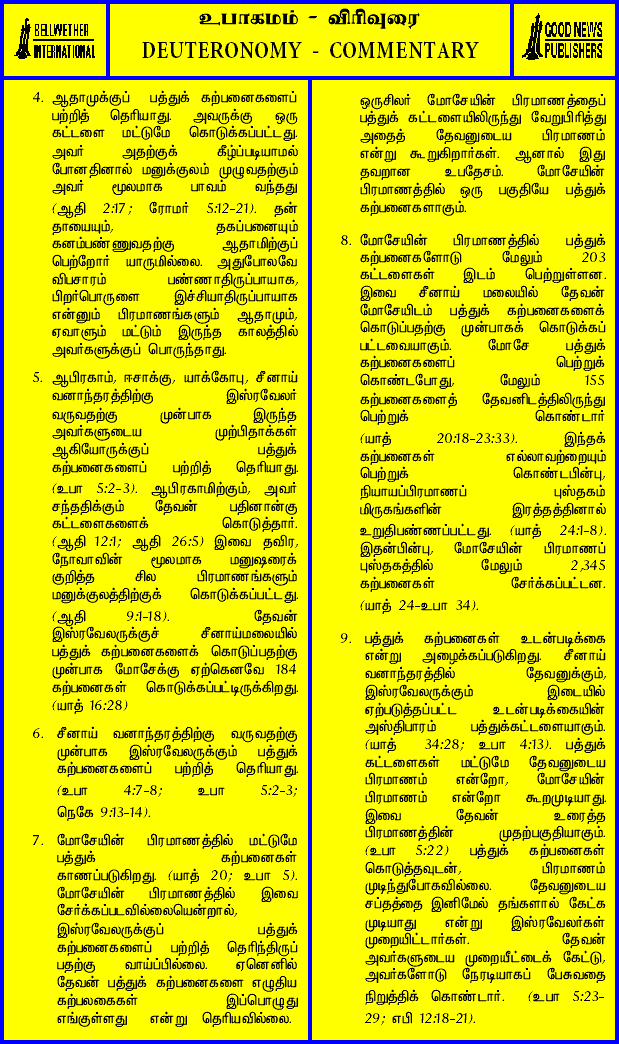 BELLWETHER
INTERNATIONAL
உபாகமம் - விரிவுரை
DEUTERONOMY - COMMENTARY
GOOD NEWS
PUBLISHERS
4. ஆதாமுக்குப் பத்துக் கற்பனைகளைப்
பற்றித் தெரியாது. அவருக்கு ஒரு
கட்டளை மட்டுமே கொடுக்கப்பட்டது.
அவர் அதற்குக் கீழ்ப்படியாமல்
போனதினால் மனுக்குலம் முழுவதற்கும்
அவர் மூலமாக பாவம் வந்தது
(ஆதி 2:17; ரோமர் 5:12-21). தன்
தாயையும், தகப்பனையும்
கனம்பண்ணுவதற்கு ஆதாமிற்குப்
பெற்றோர் யாருமில்லை. அதுபோலவே
விபசாரம் பண்ணாதிருப்பாயாக,
பிறர்பொருளை இச்சியாதிருப்பாயாக
என்னும் பிரமாணங்களும் ஆதாமும்,
ஏவாளும் மட்டும் இருந்த காலத்தில்
அவர்களுக்குப் பொருந்தாது.
5. ஆபிரகாம், ஈசாக்கு, யாக்கோபு, சீனாய்
வனாந்தரத்திற்கு இஸ்ரவேலர்
வருவதற்கு முன்பாக இருந்த
அவர்களுடைய முற்பிதாக்கள்
ஆகியோருக்குப் பத்துக்
கற்பனைகளைப் பற்றித் தெரியாது.
(உபா 5:2-3). ஆபிரகாமிற்கும், அவர்
சந்ததிக்கும் தேவன் பதினான்கு
கட்டளைகளைக் கொடுத்தார்.
(ஆதி 12:1; ஆதி 26:5) இவை தவிர,
நோவாவின் மூலமாக மனுஷரைக்
குறித்த சில பிரமாணங்களும்
மனுக்குலத்திற்குக் கொடுக்கப்பட்டது.
(ஆதி 9:1-18). தேவன்
இஸ்ரவேலருக்குச் சீனாய்மலையில்
பத்துக் கற்பனைகளைக் கொடுப்பதற்கு
முன்பாக மோசேக்கு ஏற்கெனவே 184
கற்பனைகள் கொடுக்கப்பட்டிருக்கிறது.
(யாத் 16:28)
6. சீனாய் வனாந்தரத்திற்கு வருவதற்கு
முன்பாக இஸ்ரவேலருக்கும் பத்துக்
கற்பனைகளைப் பற்றித் தெரியாது.
(உபா 4:7-8; உபா 5:2-3;
நெகே 9:13-14).
7. மோசேயின் பிரமாணத்தில் மட்டுமே
பத்துக் கற்பனைகள்
காணப்படுகிறது. (யாத் 20; உபா 5).
மோசேயின் பிரமாணத்தில் இவை
சேர்க்கப்படவில்லையென்றால்,
இஸ்ரவேலருக்குப் பத்துக்
கற்பனைகளைப் பற்றித் தெரிந்திருப்
பதற்கு வாய்ப்பில்லை. ஏனெனில்
தேவன் பத்துக் கற்பனைகளை எழுதிய
கற்பலகைகள் இப்பொழுது
எங்குள்ளது என்று தெரியவில்லை.
ஒருசிலர் மோசேயின் பிரமாணத்தைப்
பத்துக் கட்டளையிலிருந்து வேறுபிரித்து
அதைத் தேவனுடைய பிரமாணம்
என்று கூறுகிறார்கள். ஆனால் இது
தவறான உபதேசம். மோசேயின்
பிரமாணத்தில் ஒரு பகுதியே பத்துக்
கற்பனைகளாகும்.
8. மோசேயின் பிரமாணத்தில் பத்துக்
கற்பனைகளோடு மேலும் 203
கட்டளைகள் இடம் பெற்றுள்ளன.
இவை சீனாய் மலையில் தேவன்
மோசேயிடம் பத்துக் கற்பனைகளைக்
கொடுப்பதற்கு முன்பாகக் கொடுக்கப்
பட்டவையாகும். மோசே பத்துக்
கற்பனைகளைப் பெற்றுக்
கொண்டபோது, மேலும் 155
கற்பனைகளைத் தேவனிடத்திலிருந்து
பெற்றுக் கொண்டார்
(யாத் 20:18-23:33). இந்தக்
கற்பனைகள் எல்லாவற்றையும்
பெற்றுக் கொண்டபின்பு,
நியாயப்பிரமாணப் புஸ்தகம்
மிருகங்களின் இரத்தத்தினால்
உறுதிபண்ணப்பட்டது. (யாத் 24:1-8).
இதன்பின்பு, மோசேயின் பிரமாணப்
புஸ்தகத்தில் மேலும் 2,345
கற்பனைகள் சேர்க்கப்பட்டன.
(யாத் 24-உபா 34).
9. பத்துக் கற்பனைகள் உடன்படிக்கை
என்று அழைக்கப்படுகிறது. சீனாய்
வனாந்தரத்தில் தேவனுக்கும்,
இஸ்ரவேலருக்கும் இடையில்
ஏற்படுத்தப்பட்ட உடன்படிக்கையின்
அஸ்திபாரம் பத்துக்கட்டளையாகும்.
(யாத் 34:28; உபா 4:13). பத்துக்
கட்டளைகள் மட்டுமே தேவனுடைய
பிரமாணம் என்றோ, மோசேயின்
பிரமாணம் என்றோ கூறமுடியாது.
இவை தேவன் உரைத்த
பிரமாணத்தின் முதற்பகுதியாகும்.
(உபா 5:22) பத்துக் கற்பனைகள்
கொடுத்தவுடன், பிரமாணம்
முடிந்துபோகவில்லை. தேவனுடைய
சப்தத்தை இனிமேல் தங்களால் கேட்க
முடியாது என்று இஸ்ரவேலர்கள்
முறையிட்டார்கள். தேவன்
அவர்களுடைய முறையீட்டைக் கேட்டு,
அவர்களோடு நேரடியாகப் பேசுவதை
நிறுத்திக் கொண்டார். (உபா 5:23-
29; எபி 12:18-21).